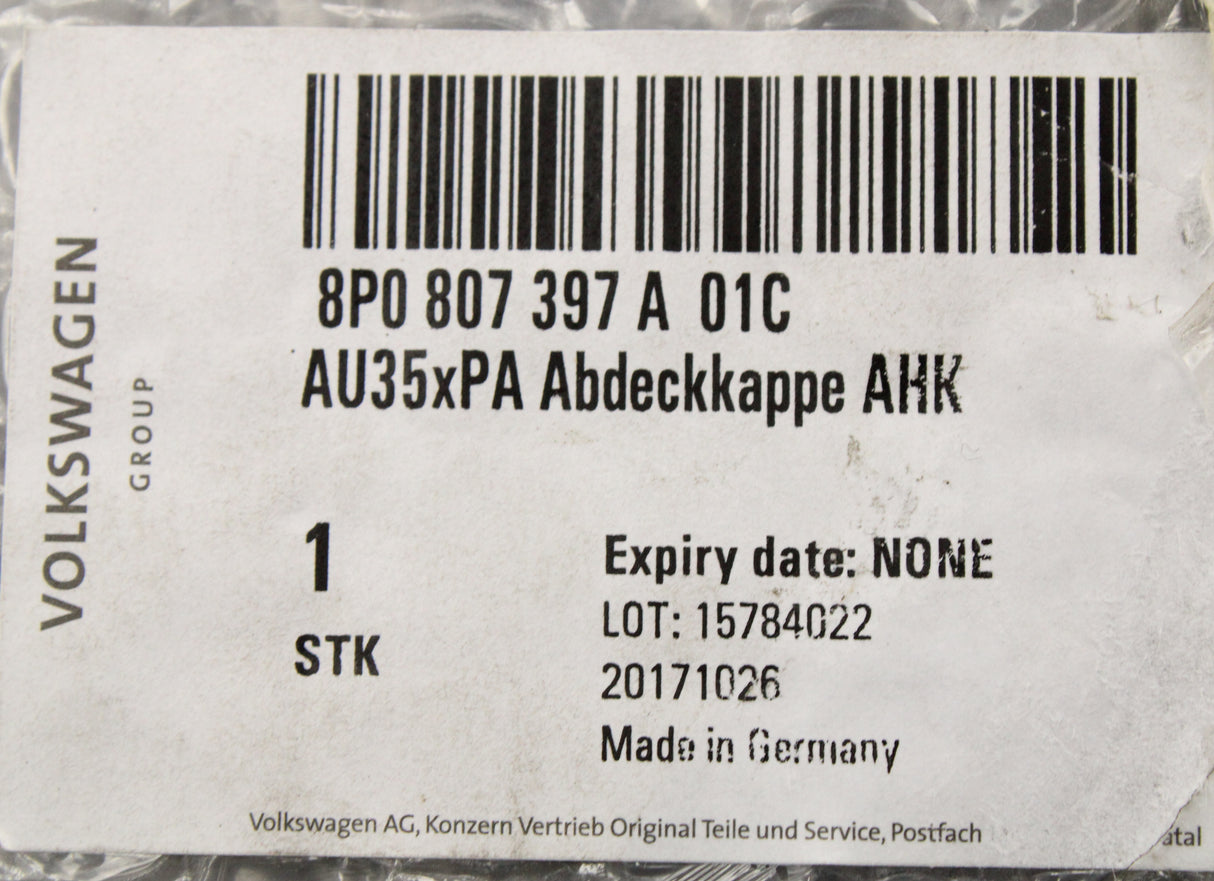 VOLKSWAGEN
GROUP
8P0 807 397 A 01C
AU35xPA Abdeckkappe AHK
1
STK
Expiry date: NONE
LOT: 15784022
20171026
Made in Germany
Volkswagen AG, Konzern Vertrieb Original Teile und Service, Postfach